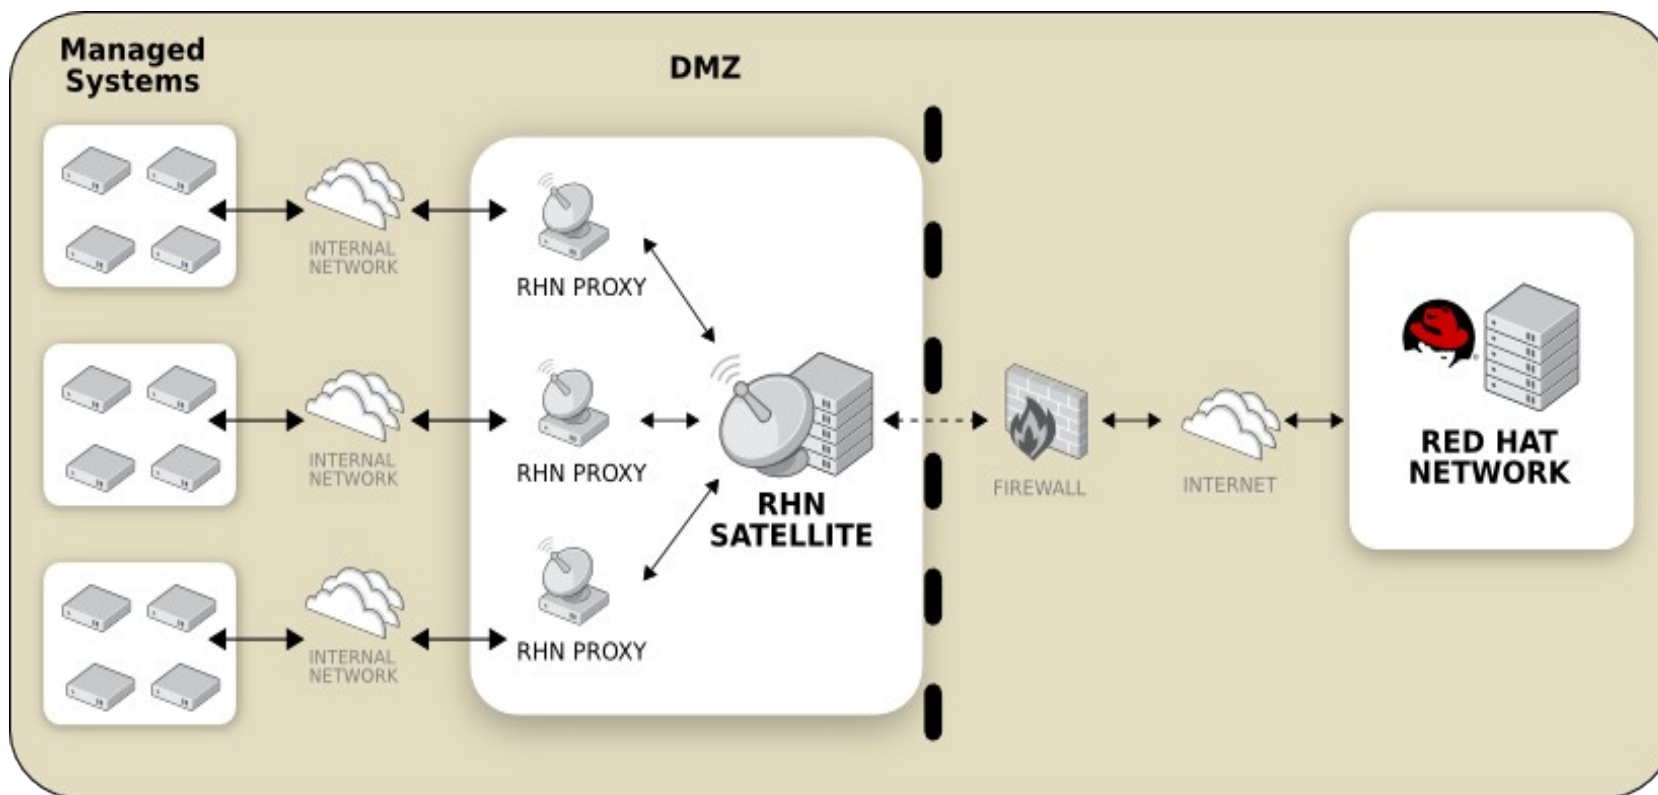 Managed
Systems
DMZ
INTERNAL
NETWORK
RHN PROXY
INTERNAL
NETWORK
RHN PROXY
INTERNAL
NETWORK
RHN PROXY
RHN
SATELLITE
FIREWALL
INTERNET
RED HAT
NETWORK